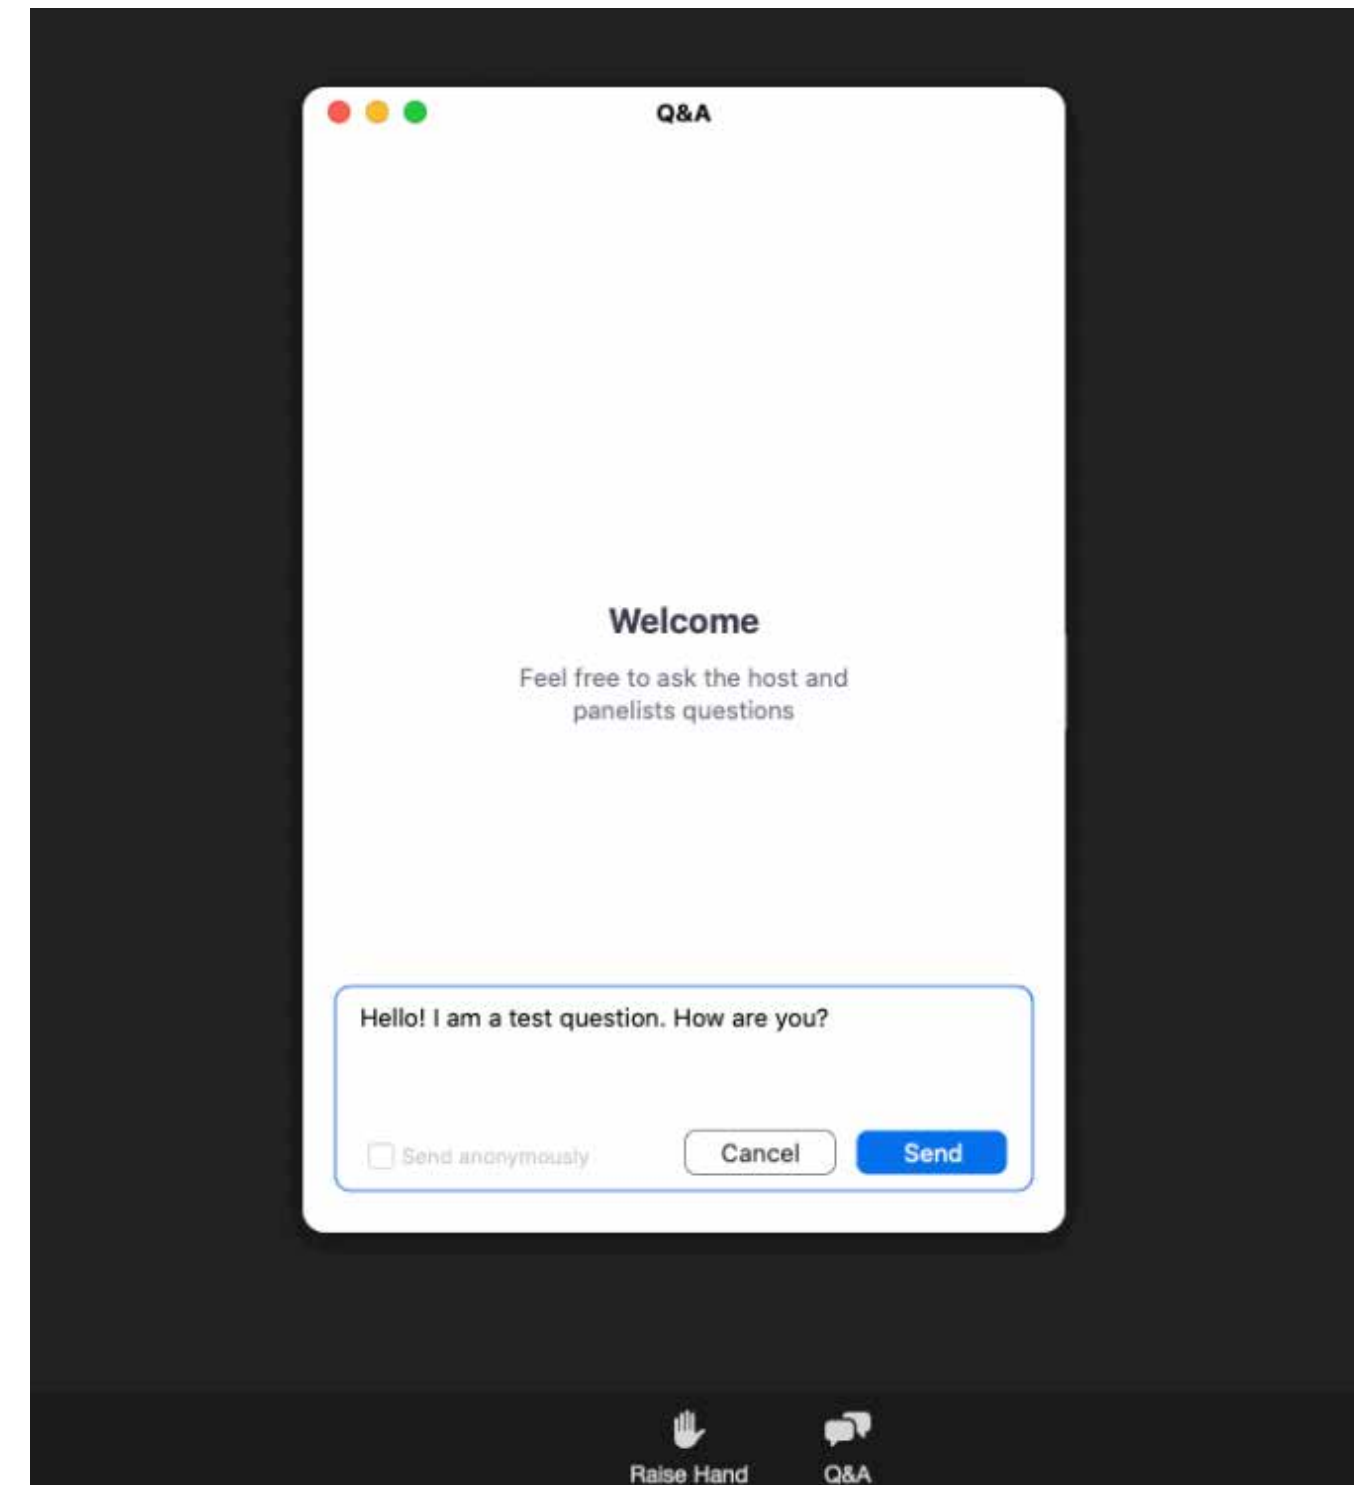 Q&A
Welcome
Feel free to ask the host and
panelists questions
Hello! I am a test question. How are you?
Send anonymously
Cancel
Send
Raise Hand
Q&A